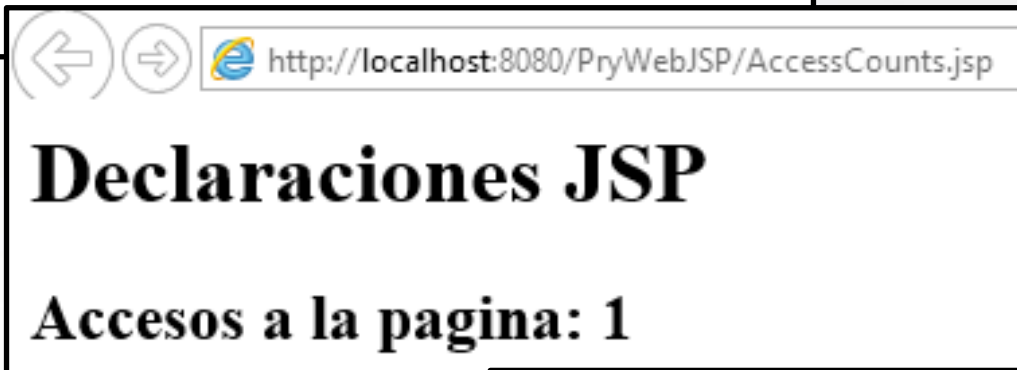 http://localhost:8080/PryWebJSP/AccessCounts.jsp
Declaraciones JSP
Accesos a la pagina: 1